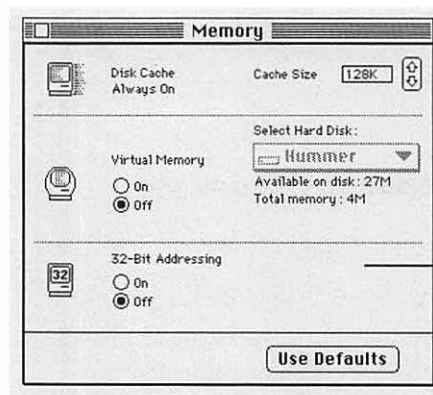 Memory
Disk Cache
Always On
Cache Size 128K
Select Hard Disk:
Hummer
Virtual Memory
On
Off
Available on disk: 27M
Total memory: 4M
32-Bit Addressing
32
On
Off
Use Defaults